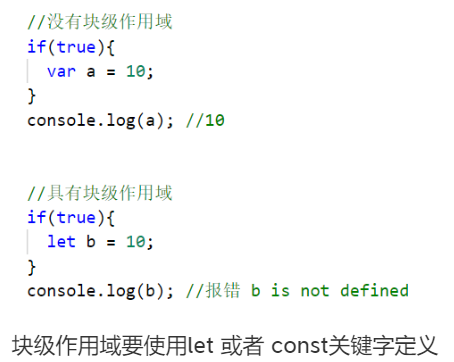 //没有块级作用域
if(true){
  var a = 10;
}
console.log(a); //10
//具有块级作用域
if(true){
  let b = 10;
}
console.log(b); //报错 b is not defined
块级作用域要使用let 或者 const关键字定义